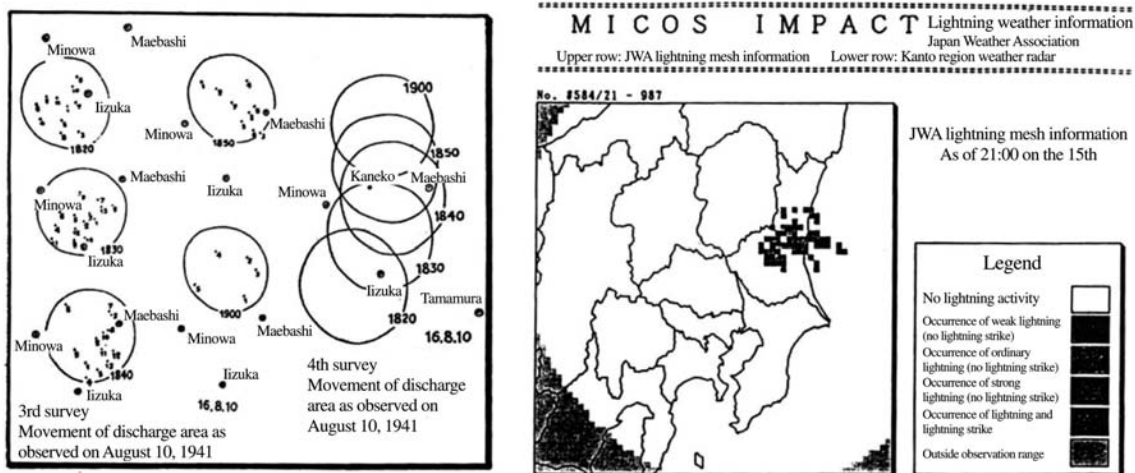 Minowa
Maebashi
Iizuka
1820
Minowa
1850
Maebashi
Iizuka
Maebashi
Minowa
1830
Iizuka
Minowa
Maebashi
1840
Iizuka
1900
Minowa
Maebashi
Iizuka
16.8.10
3rd survey
Movement of discharge area as
observed on August 10, 1941
1900
1850
Kaneko
Maebashi
Minowa
1840
1830
Iizuka
1820
Tamamura
16.8.10
4th survey
Movement of discharge
area as observed on
August 10, 1941
MICOS IMPACT Lightning weather information
Japan Weather Association
Upper row: JWA lightning mesh information Lower row: Kanto region weather radar
No. #584/21 - 987
JWA lightning mesh information
As of 21:00 on the 15th
Legend
No lightning activity
Occurrence of weak lightning
(no lightning strike)
Occurrence of ordinary
lightning (no lightning strike)
Occurrence of strong
lightning (no lightning strike)
Occurrence of lightning and
lightning strike
Outside observation range